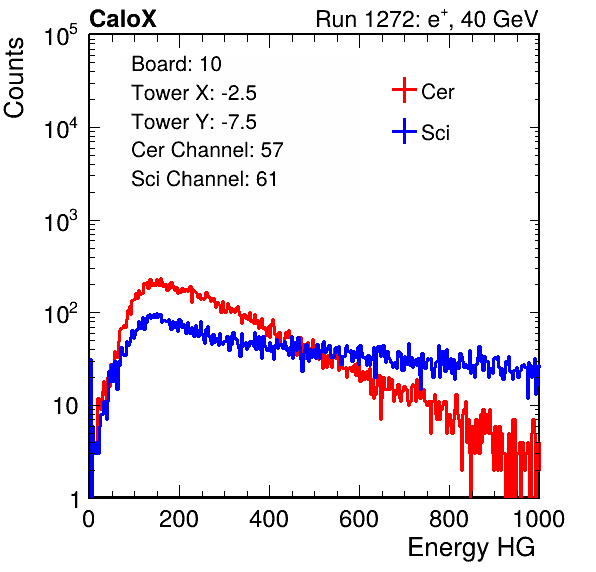 CaloX Run 1272: e⁺, 40 GeV
Counts
10⁵
10⁴
10³
10²
10
1
Board: 10
Tower X: -2.5
Tower Y: -7.5
Cer Channel: 57
Sci Channel: 61
Cer
Sci
0 200 400 600 800 1000
Energy HG